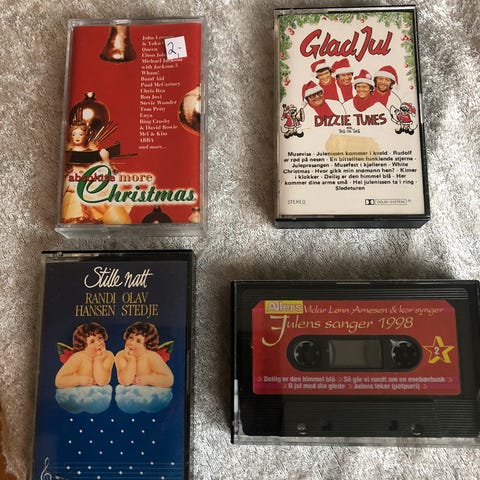 2,-
John Len
& Yoko O
Queen
Elton John
Michael Jackson
with Jackson 5
Wham!
Band Aid
Paul McCartney
Chris Rea
Bon Jovi
Stevie Wonder
Tom Petty
Enya
Bing Crosby
& David Bowie
Mel & Kim
ABBA
and more...
absolute more
Christmas
Glad Jul
DIZZIE TUNES
Musevisa - Julenissen kommer i kveld - Rudolf
er rød på nesen - En bitteliten funklende stjerne -
Julepresangen - Musefest i kjelleren - White
Christmas - Hvor gikk min snømann hen? - Kimer
i klokker - Deilig er den himmel blå - Her
kommer dine arme små - Hei julenissen ta'i ring -
Sledeturen
STEREO
DOLBY SYSTEM
Stille natt
RANDI OLAV
HANSEN STEDJE
Allers
Vidar Lønn Arnesen & kor synger
Julens sanger 1998
2
Deilig er den himmel blå Så går vi rundt om en enebærbusk
O jul med din glede Julens leker (potpurri)